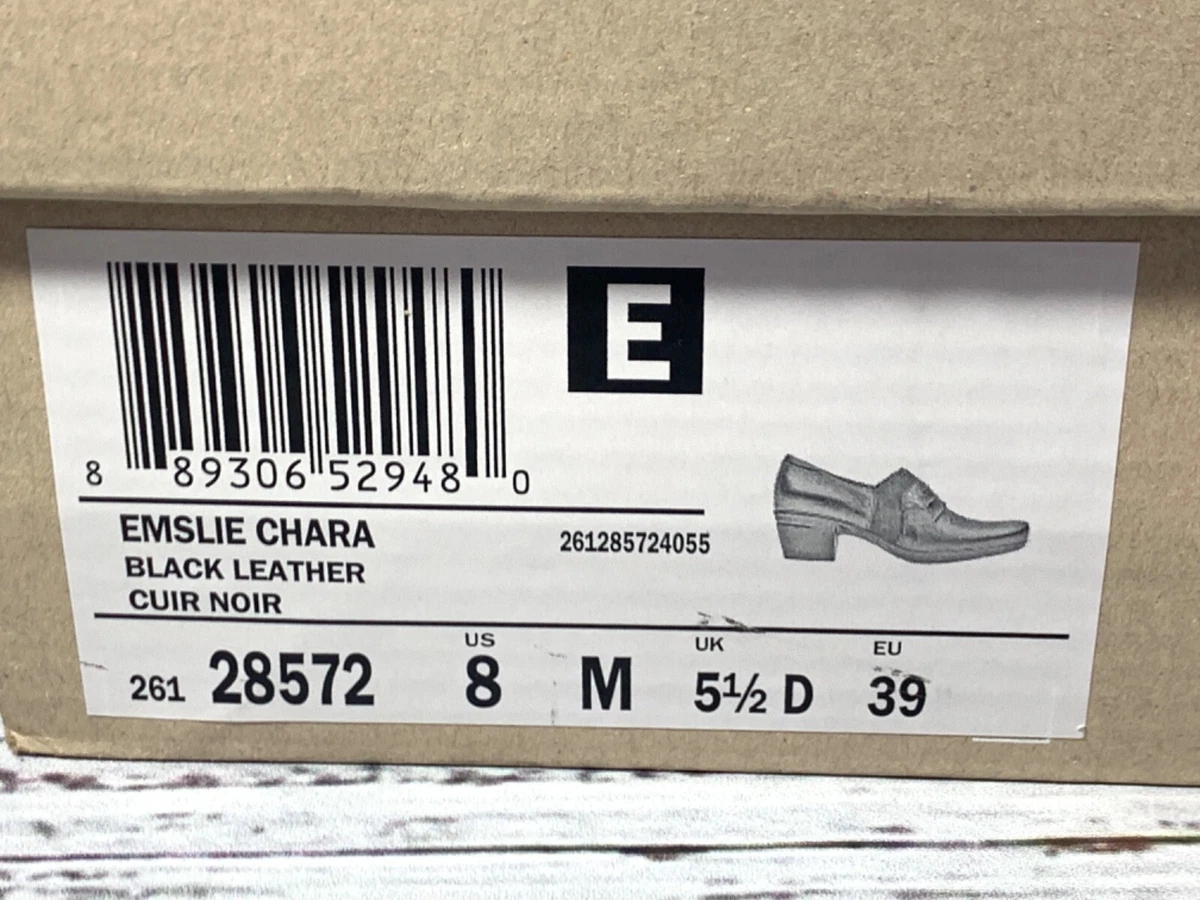 E
8 89306 52948 0
EMSLIE CHARA 261285724055
BLACK LEATHER
CUIR NOIR
US UK EU
261 28572 8 M 5½ D 39